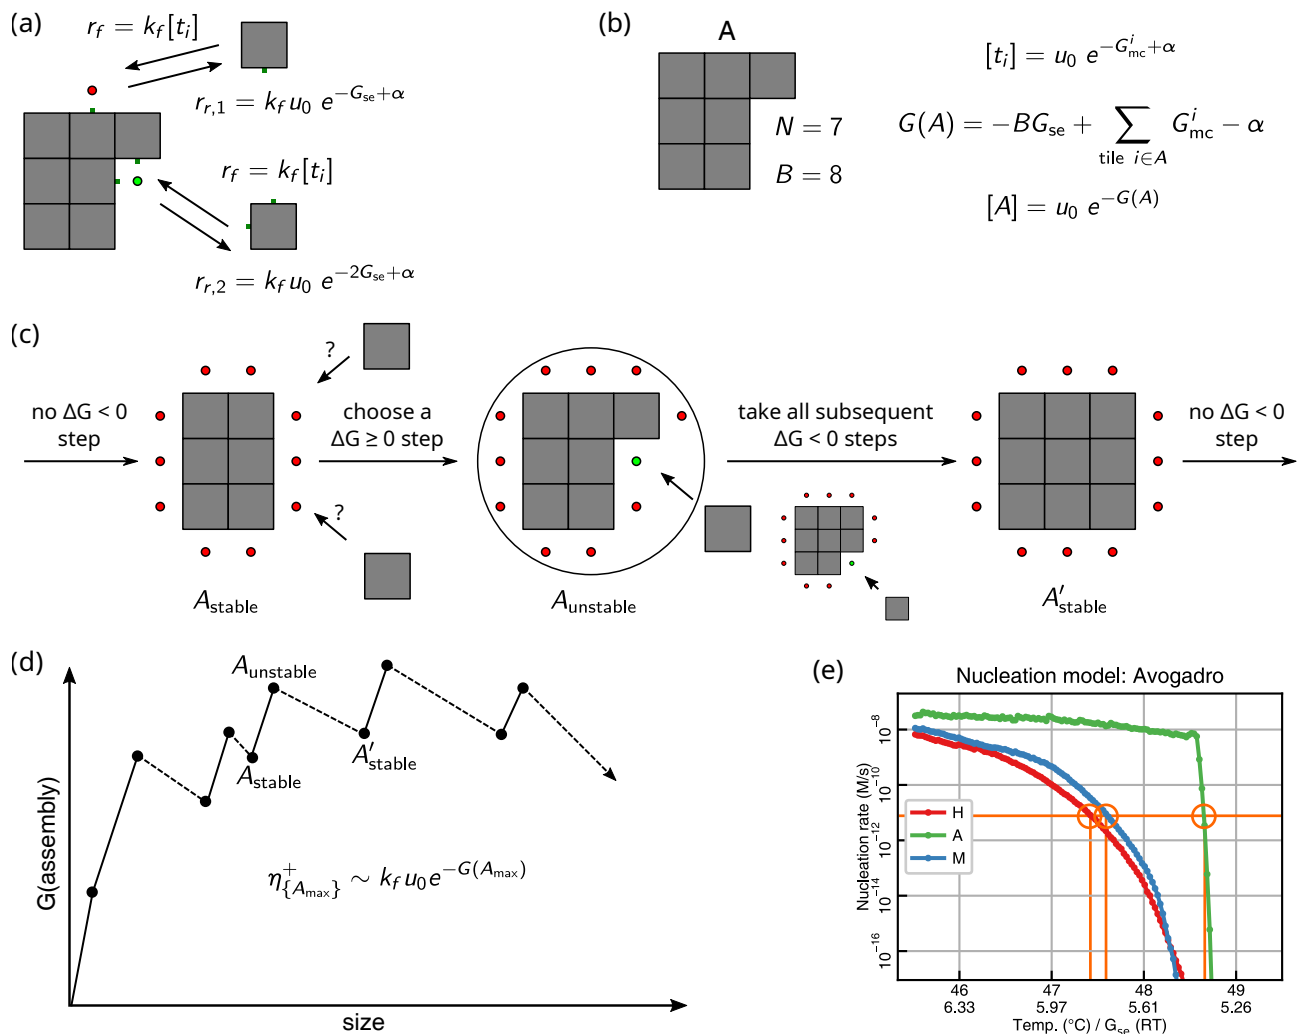 (a)
r_f = k_f[t_i]
r_{r,1} = k_f u_0 e^{-G_se+α}
r_f = k_f[t_i]
r_{r,2} = k_f u_0 e^{-2G_se+α}
(b)
A
N = 7
B = 8
[t_i] = u_0 e^{-G^i_mc+α}
G(A) = −BG_se + ∑ G^i_mc − α
tile i∈A
[A] = u_0 e^{-G(A)}
(c)
no ΔG < 0
step
?
choose a
ΔG ≥ 0 step
?
take all subsequent
ΔG < 0 steps
no ΔG < 0
step
A_stable
A_unstable
A′_stable
(d)
G(assembly)
A_unstable
A_stable
A′_stable
η^+_{A_max} ∼ k_f u_0 e^{-G(A_max)}
size
(e)
Nucleation model: Avogadro
Nucleation rate (M/s)
10^{-8}
10^{-10}
10^{-12}
10^{-14}
10^{-16}
H
A
M
46 47 48 49
6.33 5.97 5.61 5.26
Temp. (°C) / G_se (RT)